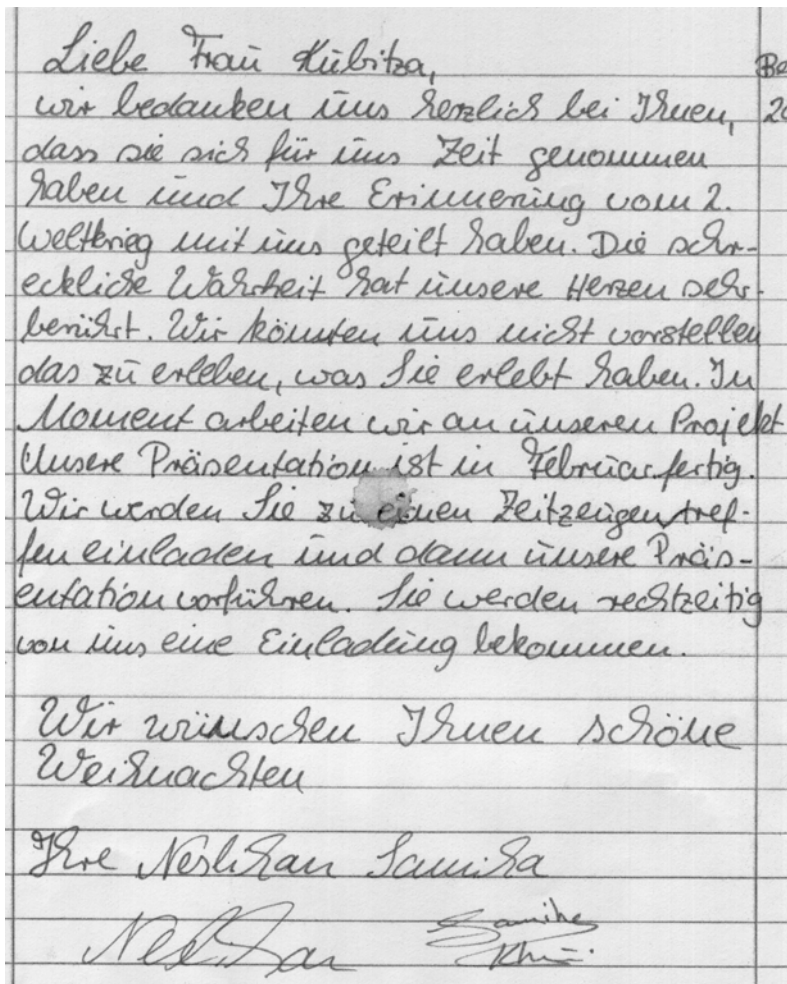 Liebe Frau Kubitza,
wir bedanken uns herzlich bei Ihnen,
dass sie sich für uns Zeit genommen
haben und Ihre Erinnerung vom 2.
Weltkrieg mit uns geteilt haben. Die schr-
eckliche Wahrheit hat unsere Herzen sehr
berührt. Wir könnten uns nicht vorstellen
das zu erleben, was Sie erlebt haben. Im
Moment arbeiten wir an unseren Projekt
Unsere Präsentation ist in Februar fertig.
Wir werden Sie zu einen Zeitzeugentref-
fen einladen und dann unsere Präs-
entation vorführen. Sie werden rechtzeitig
von uns eine Einladung bekommen.
Wir wünschen Ihnen schöne
Weihnachten
Ihre Neslihan Samiha
Neslihan Samiha